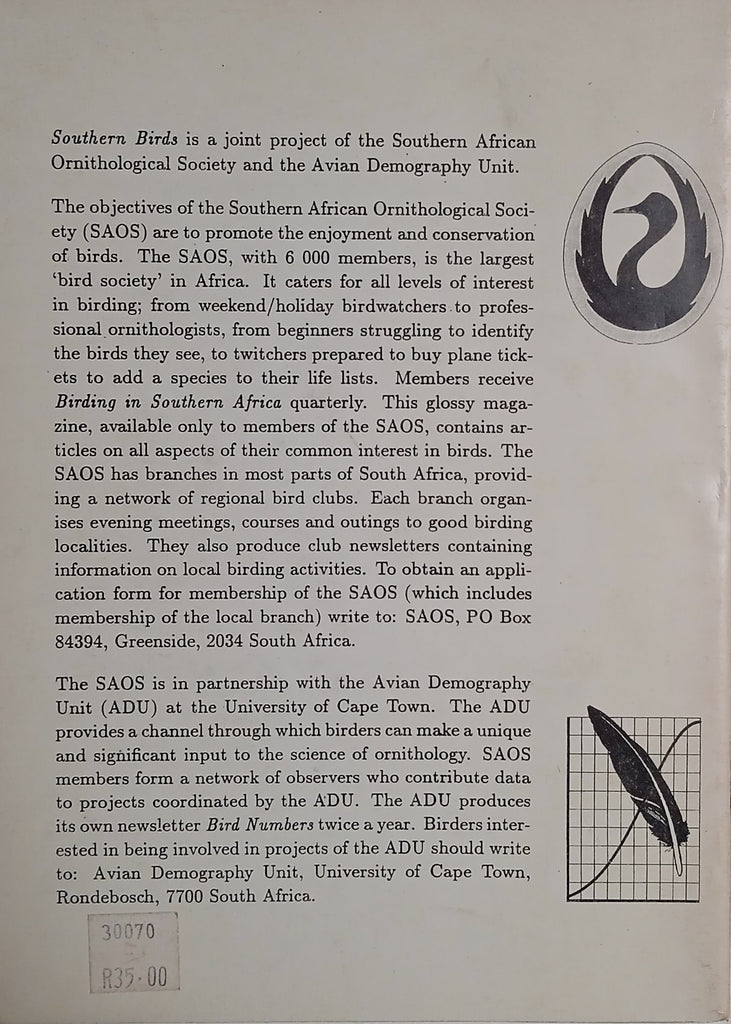 Southern Birds is a joint project of the Southern African
Ornithological Society and the Avian Demography Unit.
The objectives of the Southern African Ornithological Soci-
ety (SAOS) are to promote the enjoyment and conservation
of birds. The SAOS, with 6 000 members, is the largest
'bird society' in Africa. It caters for all levels of interest
in birding; from weekend/holiday birdwatchers to profes-
sional ornithologists, from beginners struggling to identify
the birds they see, to twitchers prepared to buy plane tick-
ets to add a species to their life lists. Members receive
Birding in Southern Africa quarterly. This glossy maga-
zine, available only to members of the SAOS, contains ar-
ticles on all aspects of their common interest in birds. The
SAOS has branches in most parts of South Africa, provid-
ing a network of regional bird clubs. Each branch organ-
ises evening meetings, courses and outings to good birding
localities. They also produce club newsletters containing
information on local birding activities. To obtain an appli-
cation form for membership of the SAOS (which includes
membership of the local branch) write to: SAOS, PO Box
84394, Greenside, 2034 South Africa.
The SAOS is in partnership with the Avian Demography
Unit (ADU) at the University of Cape Town. The ADU
provides a channel through which birders can make a unique
and significant input to the science of ornithology. SAOS
members form a network of observers who contribute data
to projects coordinated by the ADU. The ADU produces
its own newsletter Bird Numbers twice a year. Birders inter-
ested in being involved in projects of the ADU should write
to: Avian Demography Unit, University of Cape Town,
Rondebosch, 7700 South Africa.
30070
R35.00